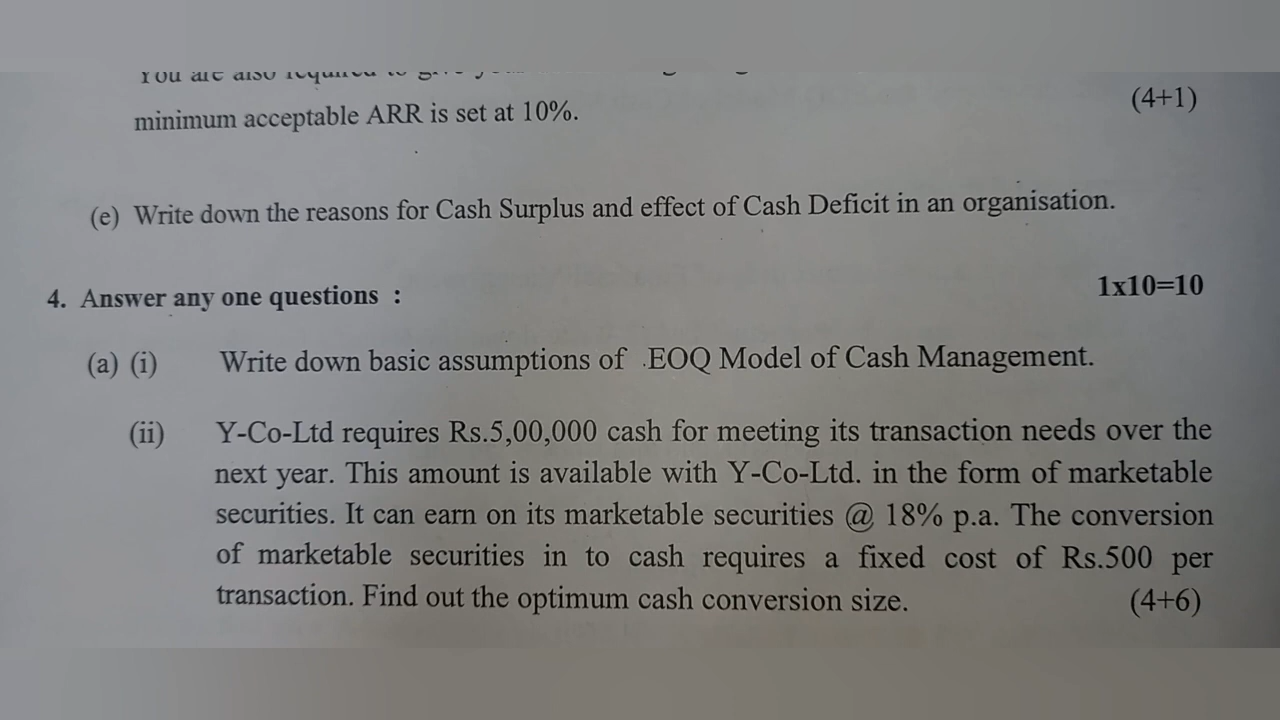 You are also required to
minimum acceptable ARR is set at 10%.
(4+1)
(e) Write down the reasons for Cash Surplus and effect of Cash Deficit in an organisation.
4. Answer any one questions :
1x10=10
(a) (i) Write down basic assumptions of .EOQ Model of Cash Management.
(ii) Y-Co-Ltd requires Rs.5,00,000 cash for meeting its transaction needs over the
next year. This amount is available with Y-Co-Ltd. in the form of marketable
securities. It can earn on its marketable securities @ 18% p.a. The conversion
of marketable securities in to cash requires a fixed cost of Rs.500 per
transaction. Find out the optimum cash conversion size.
(4+6)